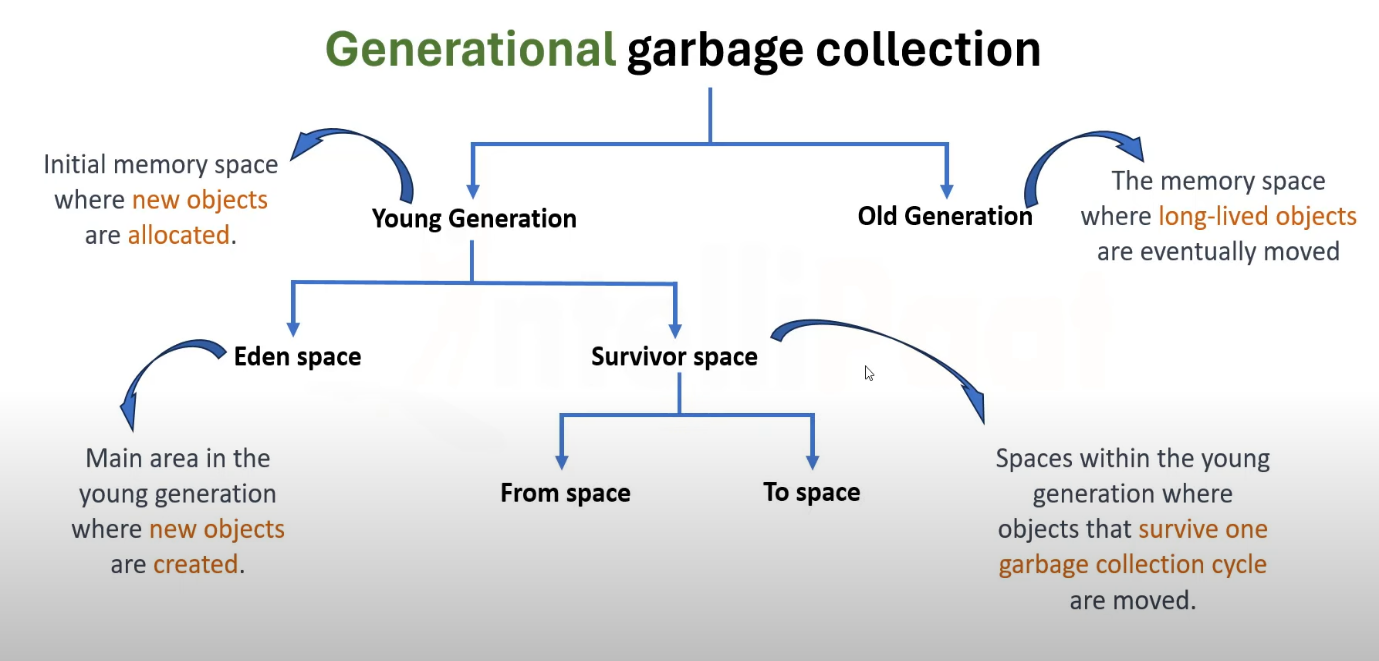 Generational garbage collection
Initial memory space
where new objects
are allocated.
Young Generation
Old Generation
The memory space
where long-lived objects
are eventually moved
Eden space
Survivor space
Main area in the
young generation
where new objects
are created.
From space
To space
Spaces within the young
generation where
objects that survive one
garbage collection cycle
are moved.
IntelliPaat